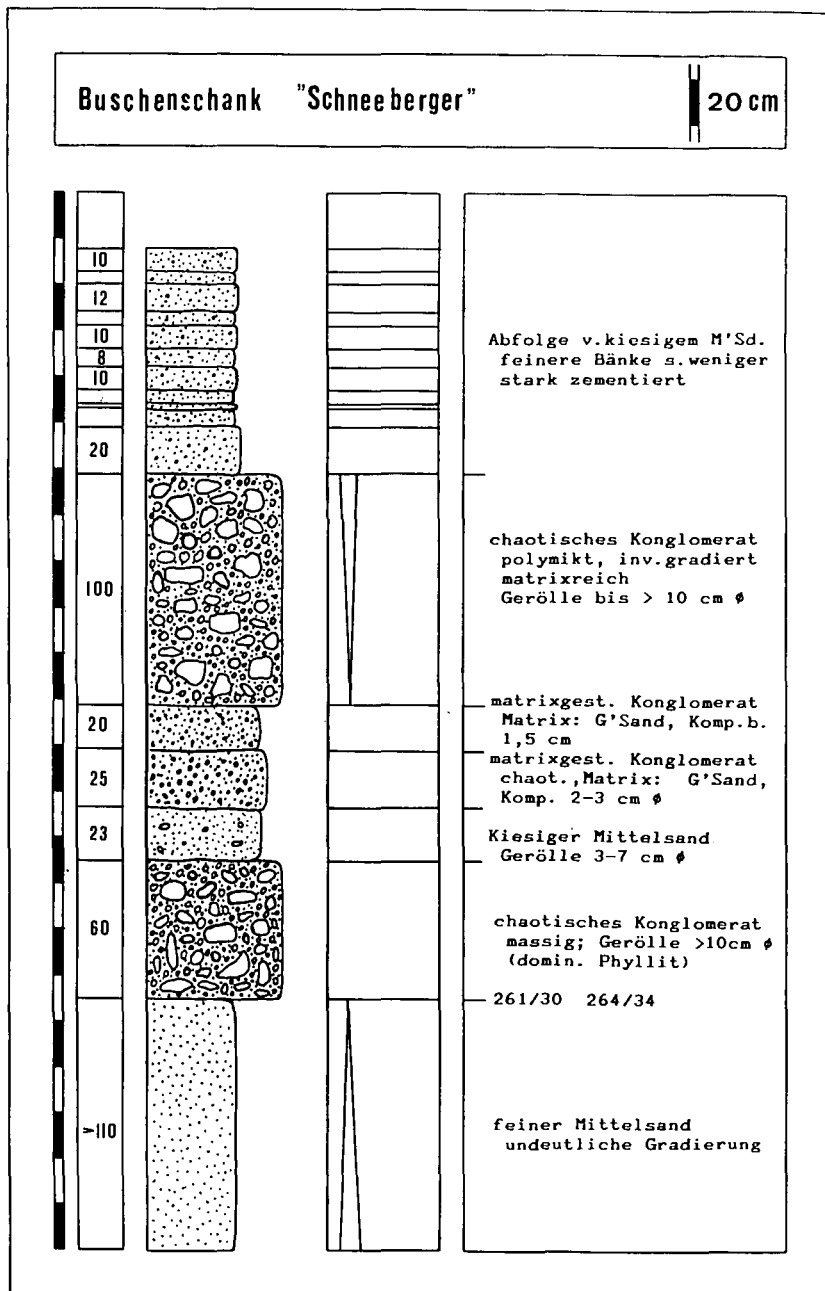 Buschenschank "Schneeberger"
20 cm
10
12
10
8
10
20
100
20
25
23
60
>110
Abfolge v.kiesigem M'Sd.
feinere Bänke s.weniger
stark zementiert
chaotisches Konglomerat
polymikt, inv.gradiert
matrixreich
Gerölle bis > 10 cm ø
matrixgest. Konglomerat
Matrix: G'Sand, Komp.b.
1,5 cm
matrixgest. Konglomerat
chaot.,Matrix: G'Sand,
Komp. 2-3 cm ø
Kiesiger Mittelsand
Gerölle 3-7 cm ø
chaotisches Konglomerat
massig; Gerölle >10cm ø
(domin. Phyllit)
261/30 264/34
feiner Mittelsand
undeutliche Gradierung